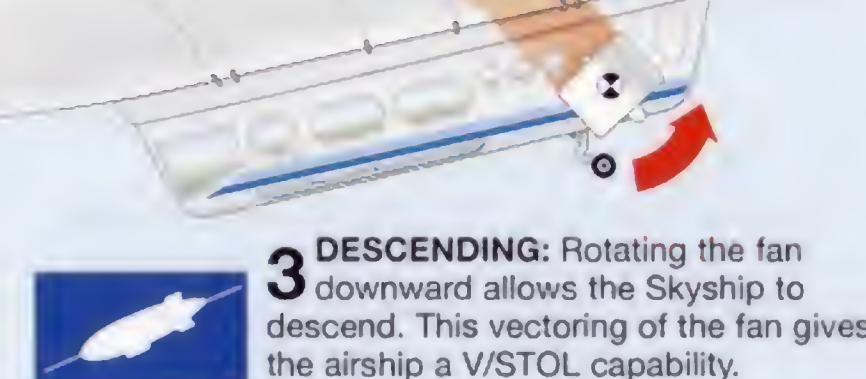 3 DESCENDING: Rotating the fan
downward allows the Skyship to
descend. This vectoring of the fan gives
the airship a V/STOL capability.